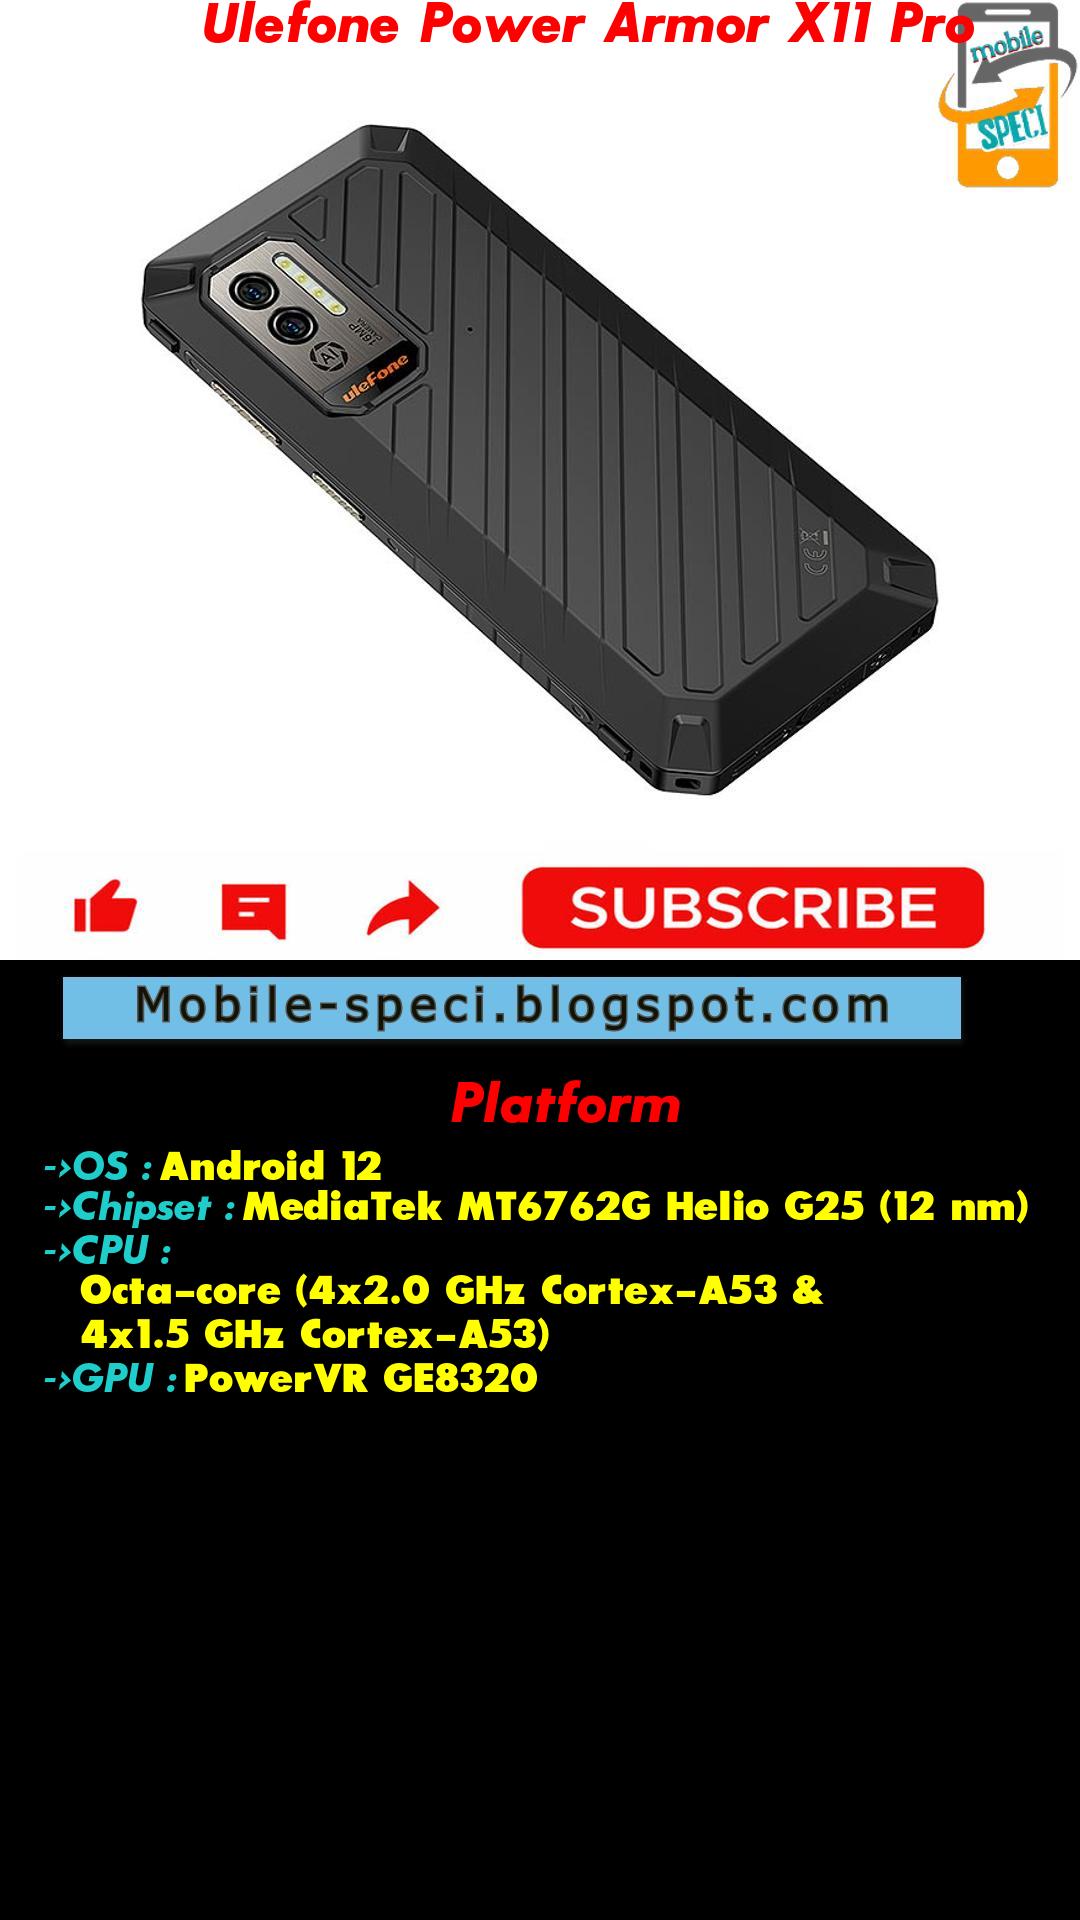 Ulefone Power Armor X11 Pro
mobile
SPECI
16MP
CAMERA
AI
uleFone
CE
SUBSCRIBE
Mobile-speci.blogspot.com
Platform
->OS : Android 12
->Chipset : MediaTek MT6762G Helio G25 (12 nm)
->CPU :
Octa-core (4x2.0 GHz Cortex-A53 &
4x1.5 GHz Cortex-A53)
->GPU : PowerVR GE8320